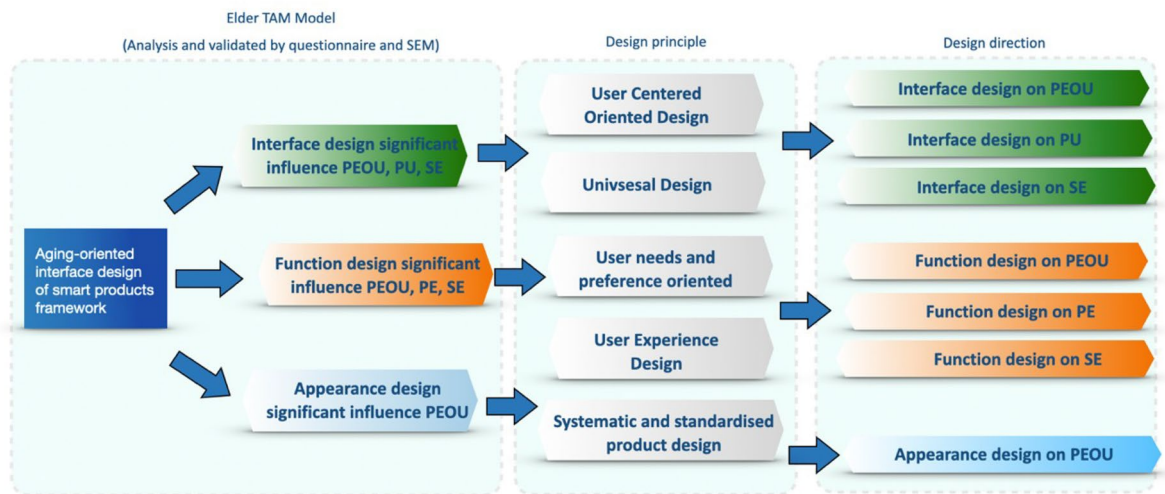 Elder TAM Model
(Analysis and validated by questionnaire and SEM)
Design principle
Design direction
Aging-oriented
interface design
of smart products
framework
Interface design significant
influence PEOU, PU, SE
Function design significant
influence PEOU, PE, SE
Appearance design
significant influence PEOU
User Centered
Oriented Design
Univsesal Design
User needs and
preference oriented
User Experience
Design
Systematic and standardised
product design
Interface design on PEOU
Interface design on PU
Interface design on SE
Function design on PEOU
Function design on PE
Function design on SE
Appearance design on PEOU